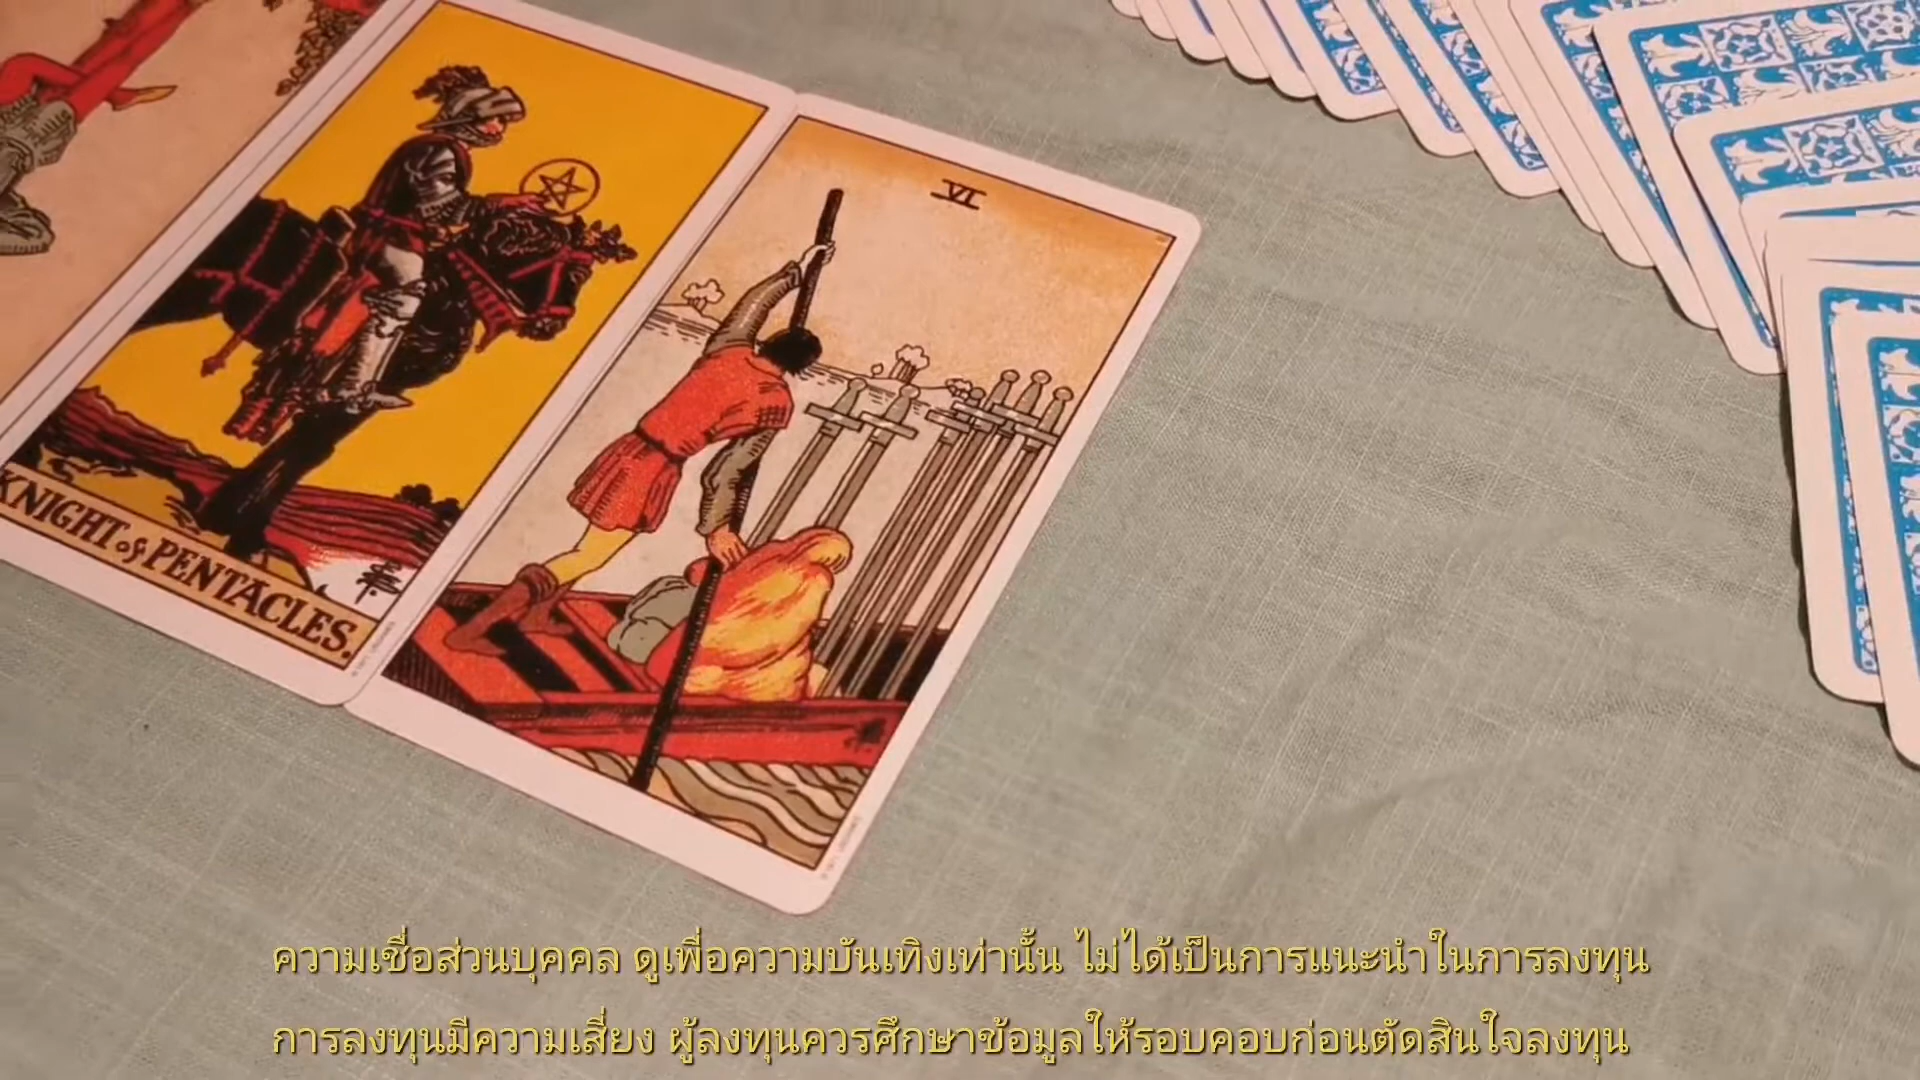 VI
KNIGHT of PENTACLES.
ความเชื่อส่วนบุคคล ดูเพื่อความบันเทิงเท่านั้น ไม่ได้เป็นการแนะนำในการลงทุน
การลงทุนมีความเสี่ยง ผู้ลงทุนควรศึกษาข้อมูลให้รอบคอบก่อนตัดสินใจลงทุน